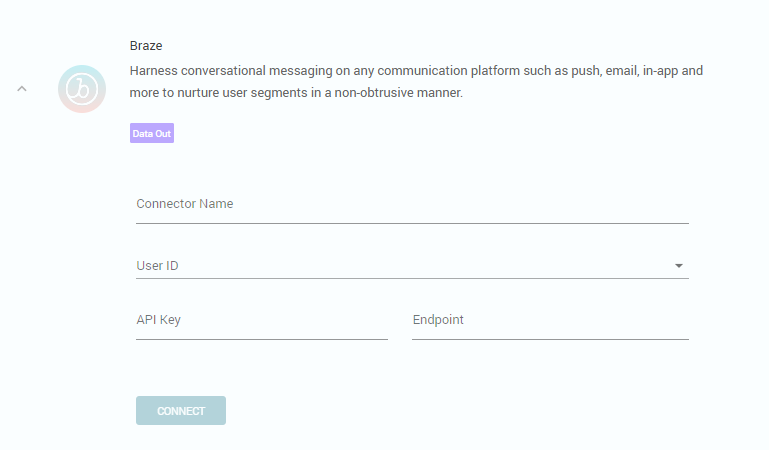 Braze
Harness conversational messaging on any communication platform such as push, email, in-app and
more to nurture user segments in a non-obtrusive manner.
Data Out
Connector Name
User ID
API Key
Endpoint
CONNECT